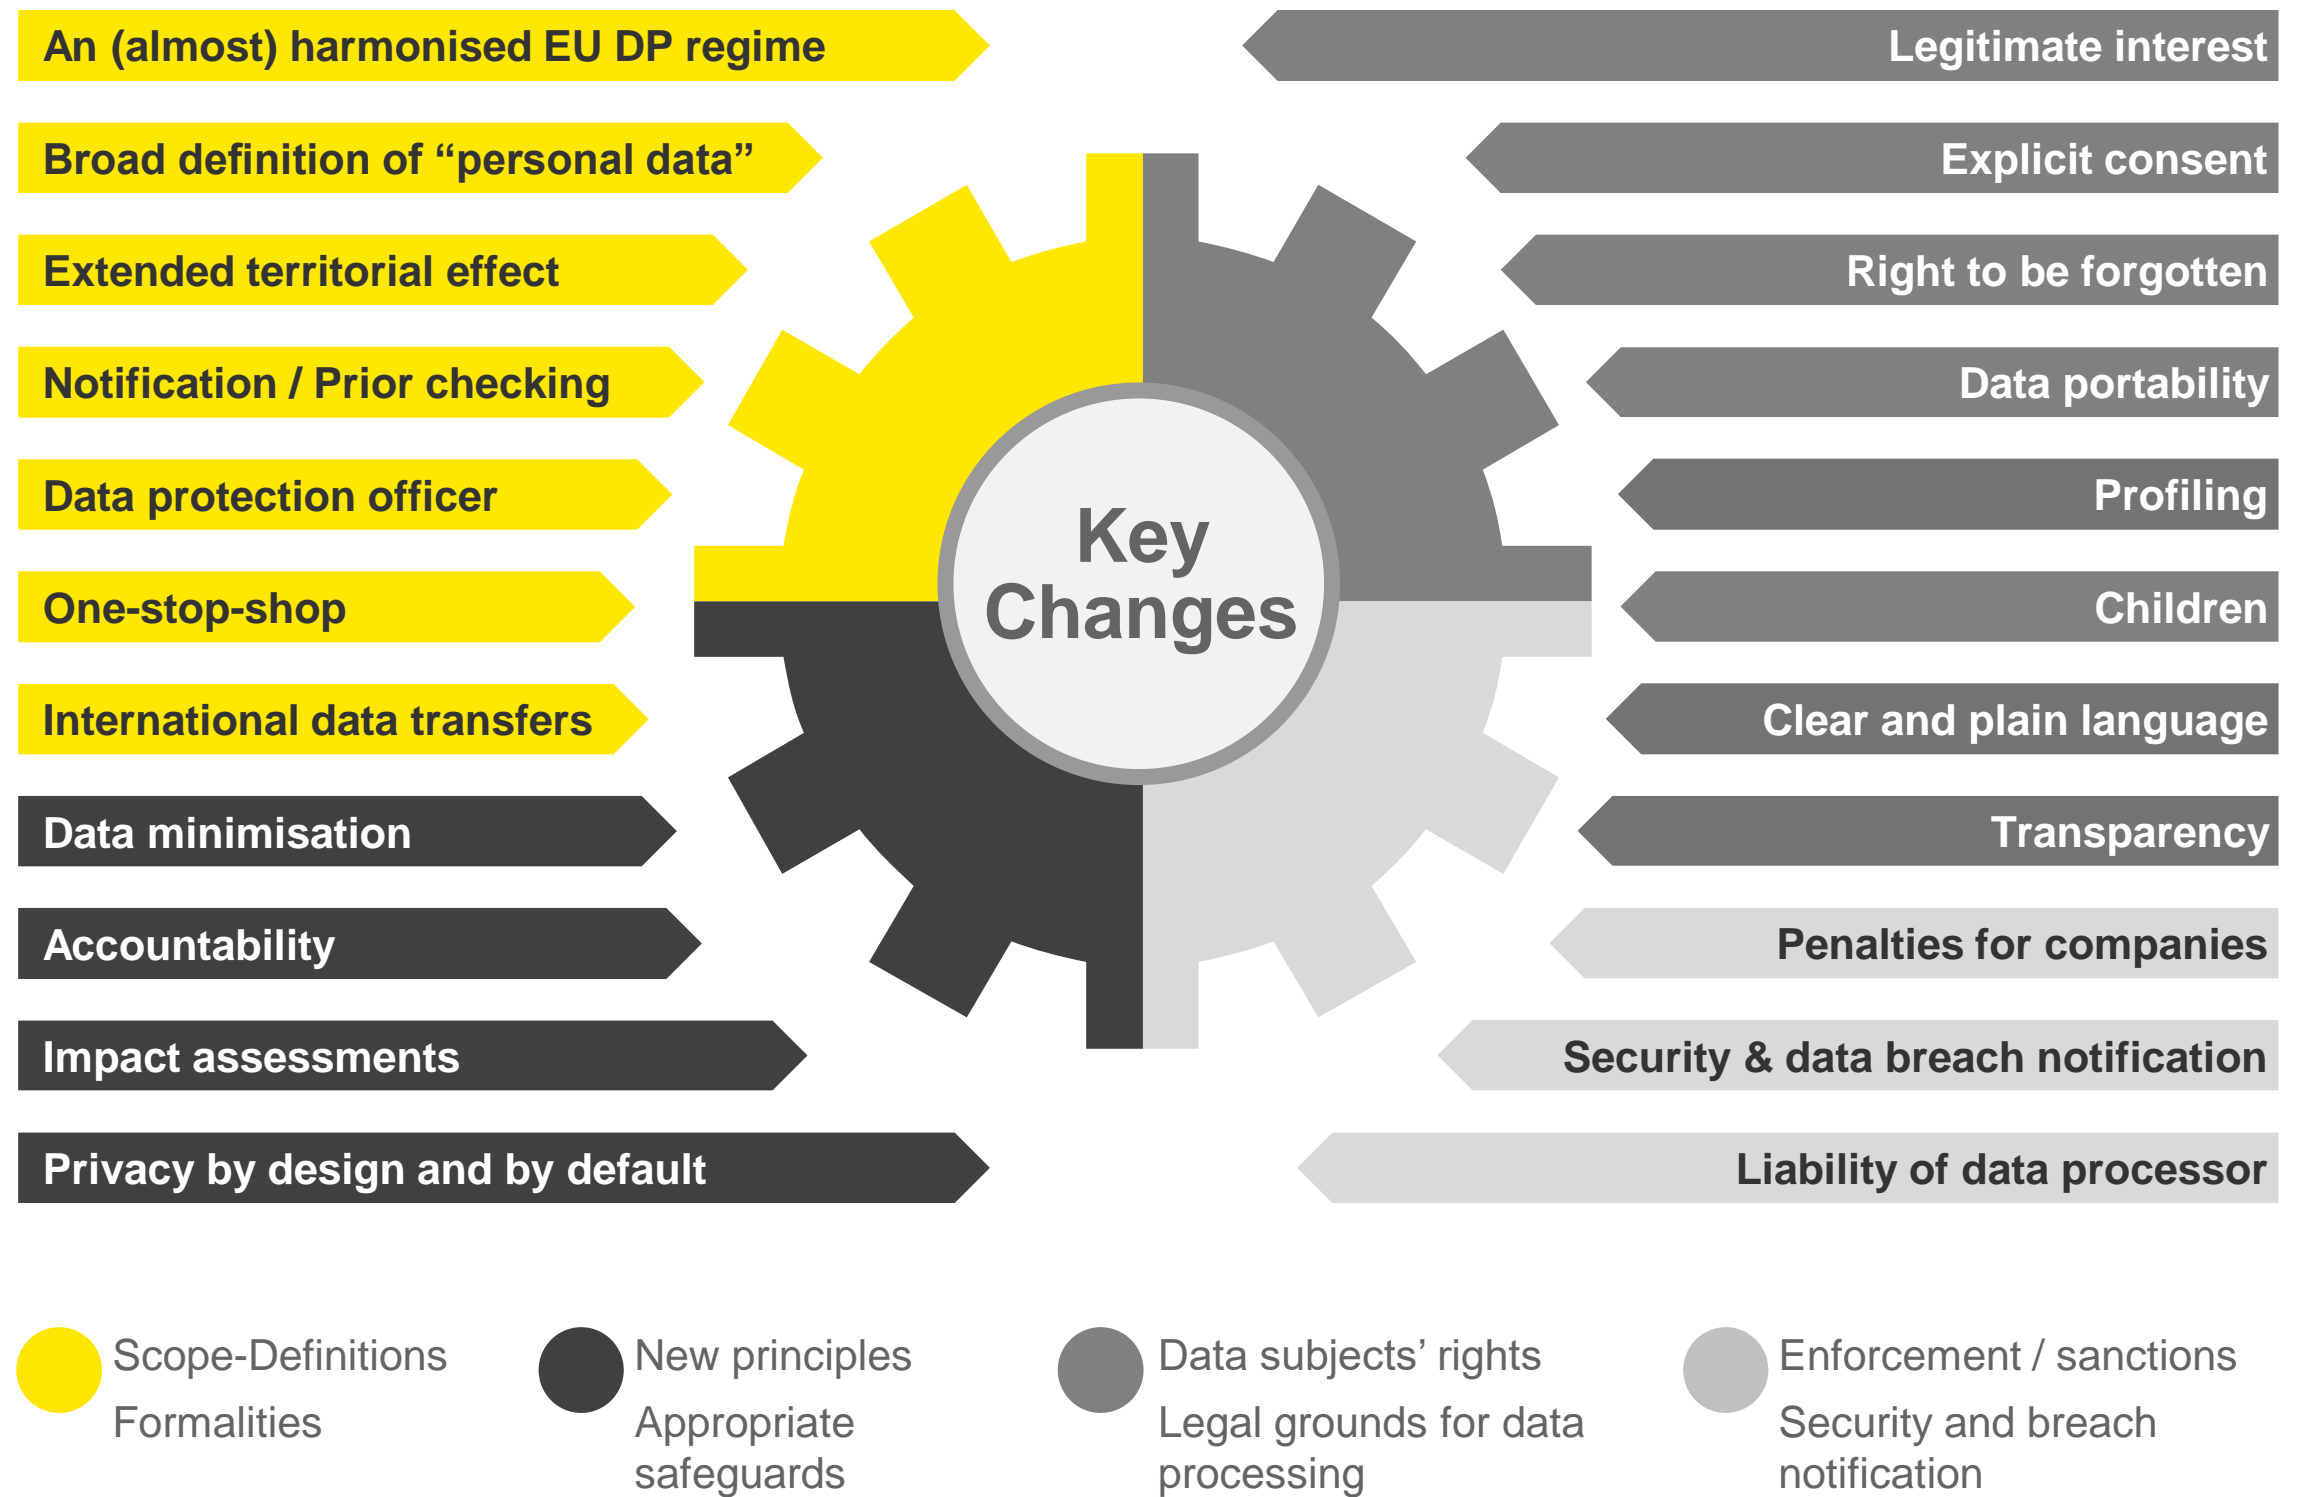 An (almost) harmonised EU DP regime
Broad definition of “personal data”
Extended territorial effect
Notification / Prior checking
Data protection officer
One-stop-shop
International data transfers
Data minimisation
Accountability
Impact assessments
Privacy by design and by default
Key
Changes
Legitimate interest
Explicit consent
Right to be forgotten
Data portability
Profiling
Children
Clear and plain language
Transparency
Penalties for companies
Security & data breach notification
Liability of data processor
Scope-Definitions
Formalities
New principles
Appropriate
safeguards
Data subjects’ rights
Legal grounds for data
processing
Enforcement / sanctions
Security and breach
notification